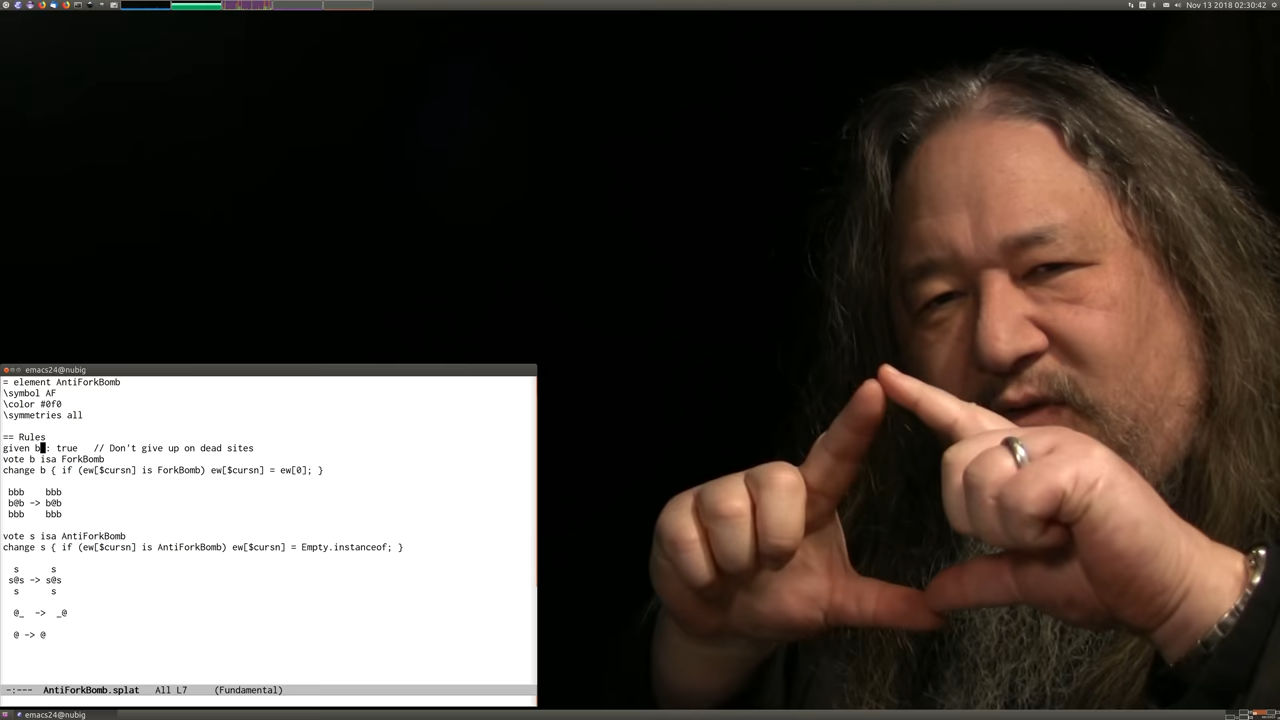 Nov 13 2018 02:30:42
emacs24@nubig
= element AntiForkBomb
\symbol AF
\color #0f0
\symmetries all
== Rules
given b: true   // Don't give up on dead sites
vote b isa ForkBomb
change b { if (ew[$cursn] is ForkBomb) ew[$cursn] = ew[0]; }
 bbb    bbb
 b@b -> b@b
 bbb    bbb
vote s isa AntiForkBomb
change s { if (ew[$cursn] is AntiForkBomb) ew[$cursn] = Empty.instanceof; }
  s      s
 s@s -> s@s
  s      s
  @_  ->  _@
  @ -> @
-:---  AntiForkBomb.splat   All L7     (Fundamental)
emacs24@nubig